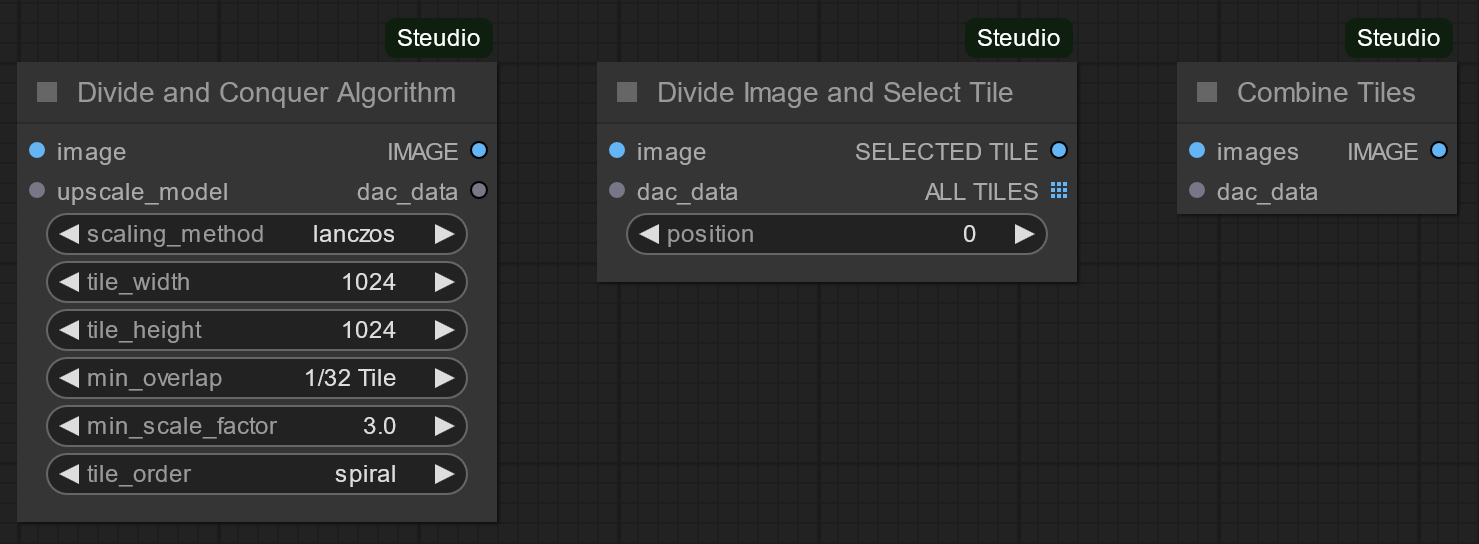 Steudio
Divide and Conquer Algorithm
image IMAGE
upscale_model dac_data
scaling_method lanczos
tile_width 1024
tile_height 1024
min_overlap 1/32 Tile
min_scale_factor 3.0
tile_order spiral
Steudio
Divide Image and Select Tile
image SELECTED TILE
dac_data ALL TILES
position 0
Steudio
Combine Tiles
images IMAGE
dac_data